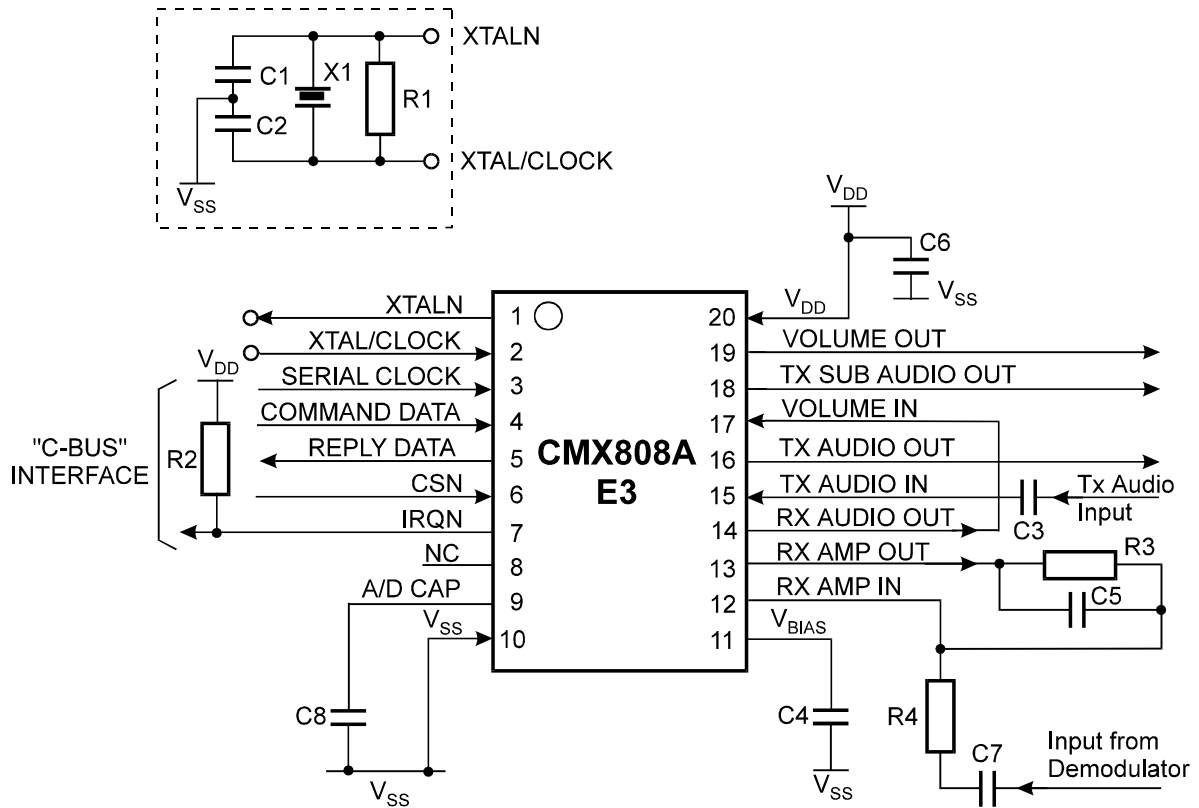 XTALN
C1
X1
R1
C2
XTAL/CLOCK
VSS
VDD
C6
VSS
XTALN
1
20
VDD
XTAL/CLOCK
2
19
VOLUME OUT
VDD
SERIAL CLOCK
3
18
TX SUB AUDIO OUT
COMMAND DATA
4
17
VOLUME IN
"C-BUS"
INTERFACE
R2
REPLY DATA
5
CMX808A
E3
16
TX AUDIO OUT
CSN
6
15
TX AUDIO IN
C3
Tx Audio
Input
IRQN
7
14
RX AUDIO OUT
NC
8
13
RX AMP OUT
R3
C5
A/D CAP
9
12
RX AMP IN
VSS
10
11
VBIAS
C8
C4
R4
C7
Input from
Demodulator
VSS
VSS